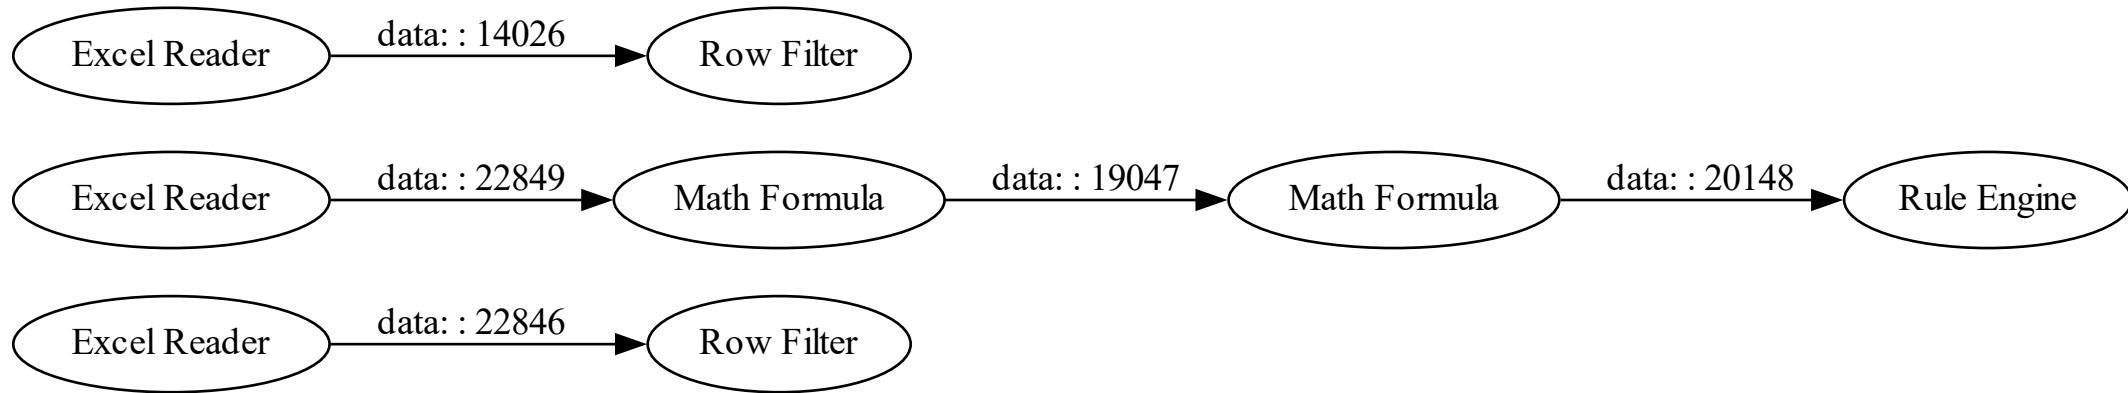 Excel Reader
data: : 14026
Row Filter
Excel Reader
data: : 22849
Math Formula
data: : 19047
Math Formula
data: : 20148
Rule Engine
Excel Reader
data: : 22846
Row Filter